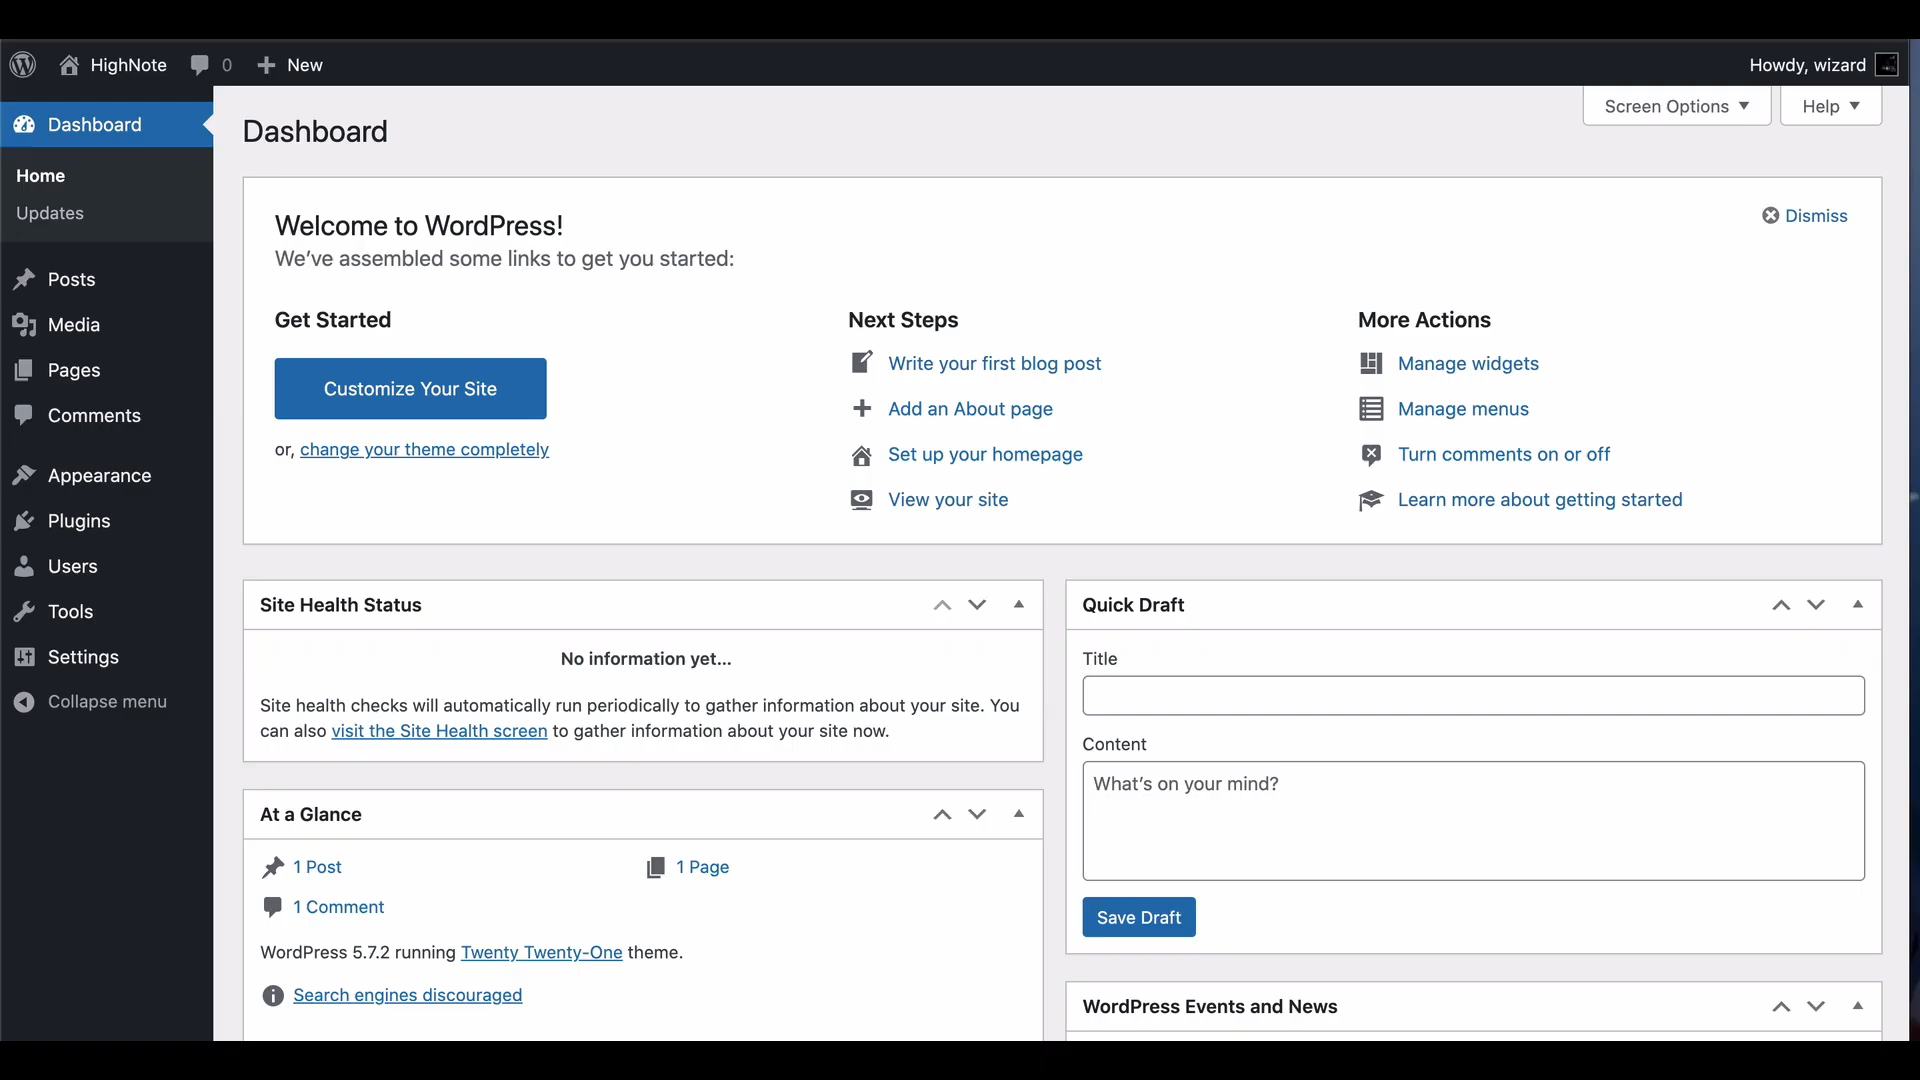 HighNote 0 New Howdy, wizard
Dashboard
Home
Updates
Posts
Media
Pages
Comments
Appearance
Plugins
Users
Tools
Settings
Collapse menu
Screen Options Help
Dashboard
Welcome to WordPress!
We’ve assembled some links to get you started:
Dismiss
Get Started
Customize Your Site
or, change your theme completely
Next Steps
Write your first blog post
Add an About page
Set up your homepage
View your site
More Actions
Manage widgets
Manage menus
Turn comments on or off
Learn more about getting started
Site Health Status
No information yet...
Site health checks will automatically run periodically to gather information about your site. You
can also visit the Site Health screen to gather information about your site now.
At a Glance
1 Post 1 Page
1 Comment
WordPress 5.7.2 running Twenty Twenty-One theme.
Search engines discouraged
Quick Draft
Title
Content
What’s on your mind?
Save Draft
WordPress Events and News